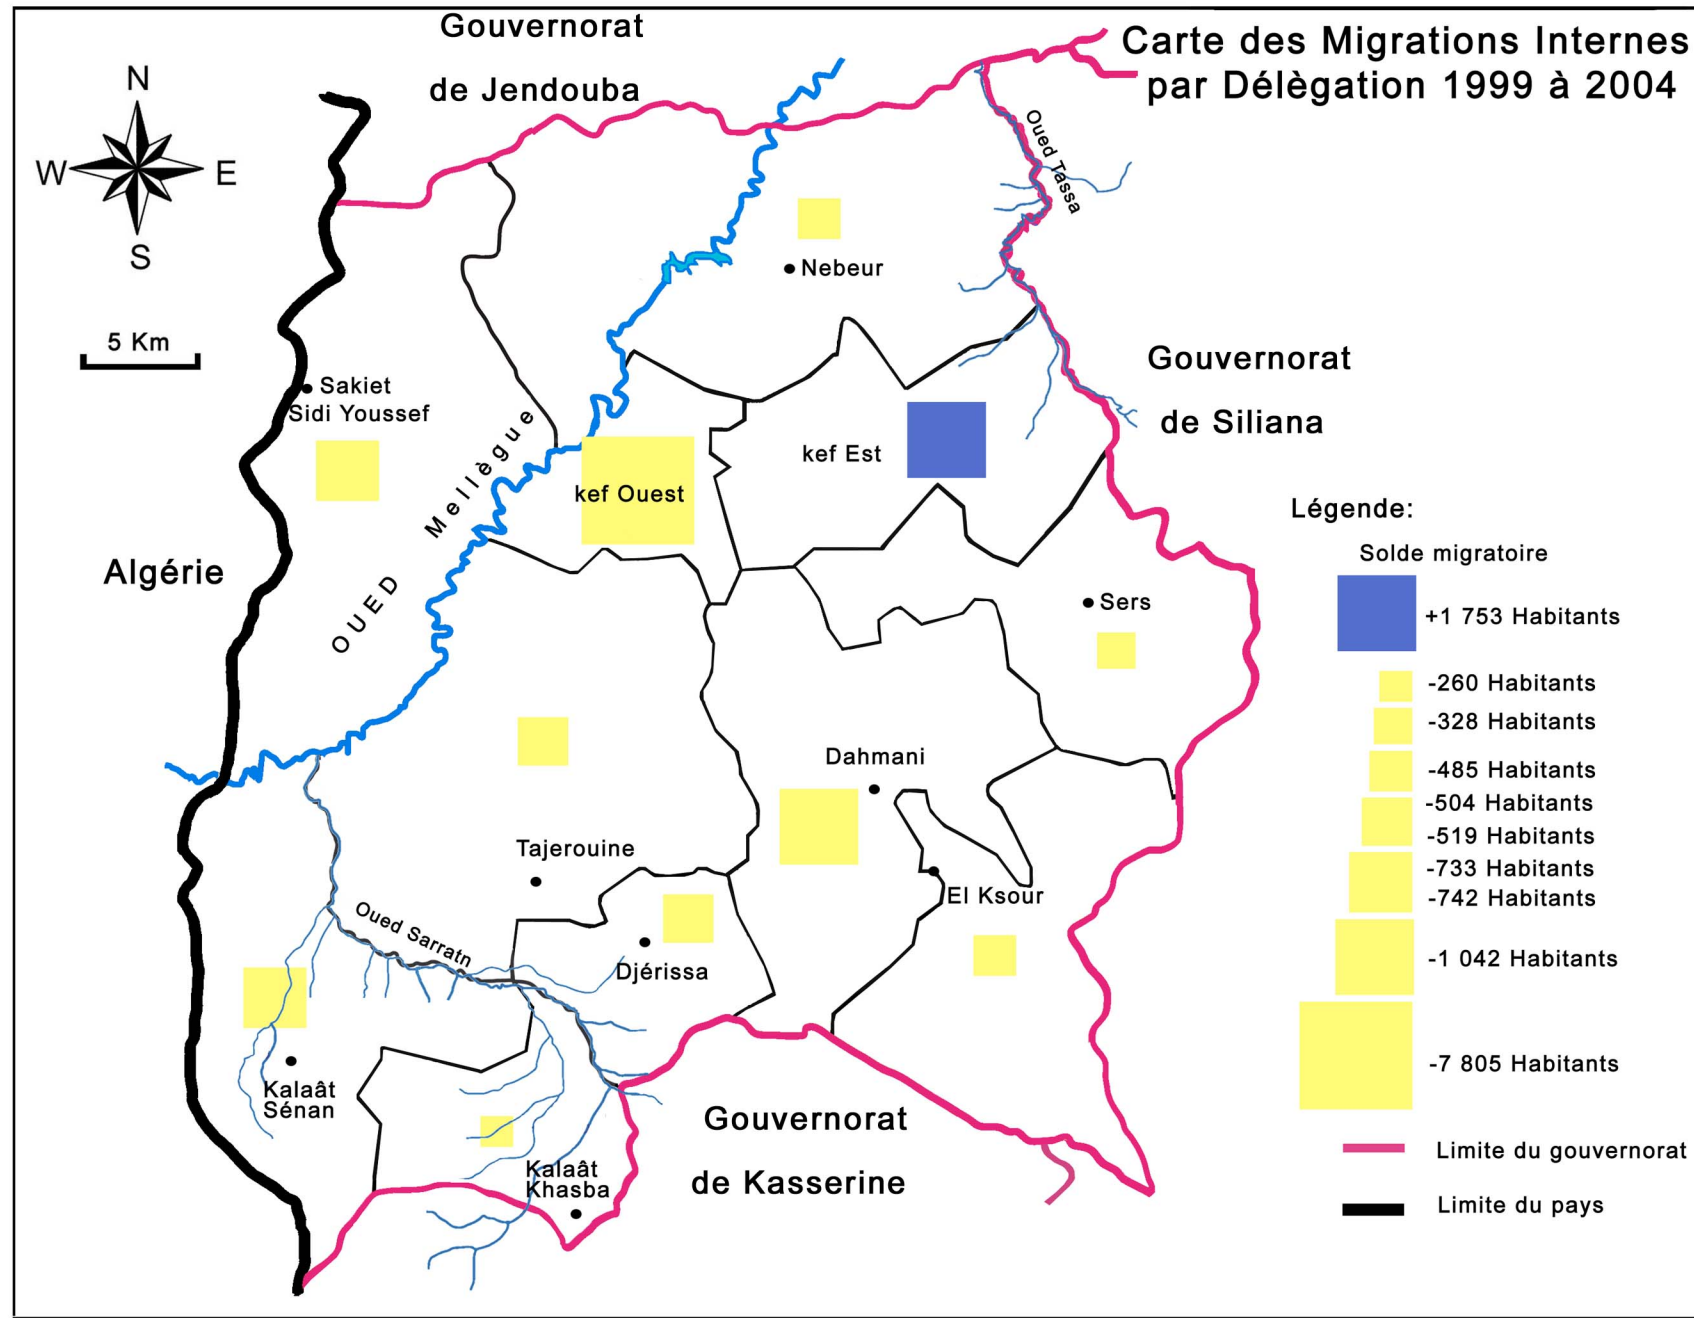 Gouvernorat
de Jendouba
Carte des Migrations Internes
par Délègation 1999 à 2004
N
W
E
S
5 Km
Oued Tassa
Nebeur
Gouvernorat
de Siliana
Sakiet
Sidi Youssef
OUED Mellègue
kef Ouest
kef Est
Algérie
Sers
Dahmani
Tajerouine
El Ksour
Oued Sarratn
Djérissa
Kalaât
Sénan
Kalaât
Khasba
Gouvernorat
de Kasserine
Légende:
Solde migratoire
+1 753 Habitants
-260 Habitants
-328 Habitants
-485 Habitants
-504 Habitants
-519 Habitants
-733 Habitants
-742 Habitants
-1 042 Habitants
-7 805 Habitants
Limite du gouvernorat
Limite du pays